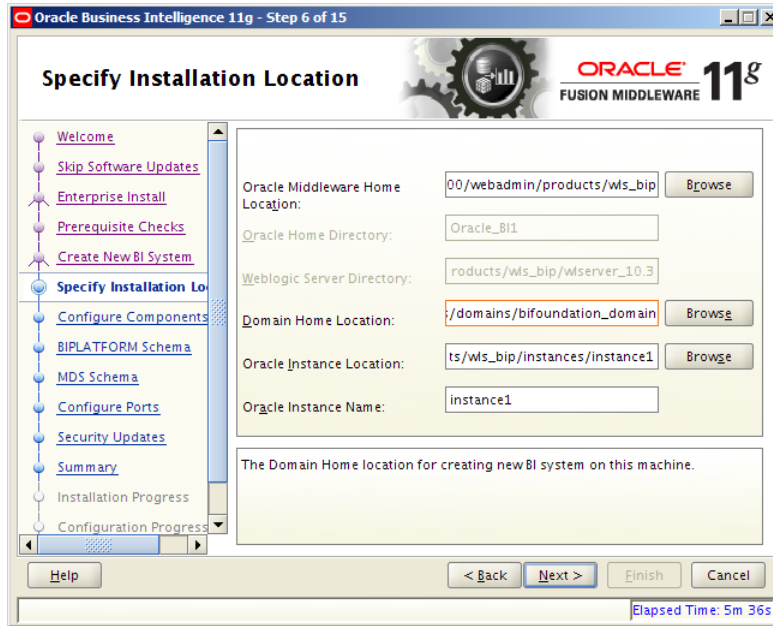 Oracle Business Intelligence 11g - Step 6 of 15
Specify Installation Location
ORACLE
FUSION MIDDLEWARE 11g
Welcome
Skip Software Updates
Enterprise Install
Prerequisite Checks
Create New BI System
Specify Installation Lo
Configure Components
BIPLATFORM Schema
MDS Schema
Configure Ports
Security Updates
Summary
Installation Progress
Configuration Progress
Oracle Middleware Home
Location:
00/webadmin/products/wls_bip
Browse
Oracle Home Directory:
Oracle_BI1
Weblogic Server Directory:
roducts/wls_bip/wlserver_10.3
Domain Home Location:
s/domains/bifoundation_domain
Browse
Oracle Instance Location:
ts/wls_bip/instances/instance1
Browse
Oracle Instance Name:
instance1
The Domain Home location for creating new BI system on this machine.
Help
< Back
Next >
Finish
Cancel
Elapsed Time: 5m 36s